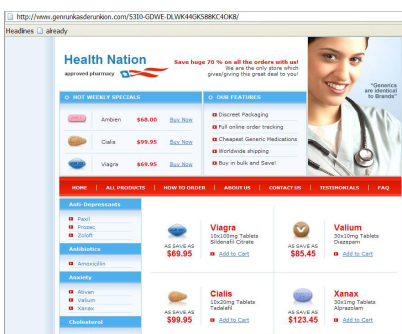 http://www.genrunkasderunkion.com/53I0-GDWE-DLWK44GKS88KC4OK8/
Headlines already
Health Nation
approved pharmacy
Save huge 70 % on all the orders with us!
We are the only store which
gives/giving this great deal to you!
"Generics
are identical
to Brands"
HOT WEEKLY SPECIALS
Ambien $68.00 Buy Now
Cialis $99.95 Buy Now
Viagra $69.95 Buy Now
OUR FEATURES
Discreet Packaging
Full online order tracking
Cheapest Generic Medications
Worldwide shipping
Buy in bulk and Save!
HOME | ALL PRODUCTS | HOW TO ORDER | ABOUT US | CONTACT US | TESTIMONIALS | FAQ
Anti-Depressants
Paxil
Prozac
Zoloft
Antibiotics
Amoxicillin
Anxiety
Ativan
Valium
Xanax
Cholesterol
Viagra
10x100mg Tablets
Sildenafil Citrate
AS SAVE AS
$69.95
Add to Cart
Valium
30x10mg Tablets
Diazepam
AS SAVE AS
$85.45
Add to Cart
Cialis
10x20mg Tablets
Tadelafil
AS SAVE AS
$99.95
Add to Cart
Xanax
30x1mg Tablets
Alprazolam
AS SAVE AS
$123.45
Add to Cart